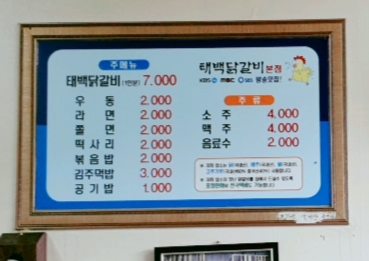 주메뉴
태백닭갈비 (1인분) 7.000
우동 2.000
라면 2.000
쫄면 2.000
떡사리 2.000
볶음밥 2.000
김주먹밥 3.000
공기밥 1.000
태백닭갈비 본점
KBS MBC SBS 방송맛집!
주류
소주 4.000
맥주 4.000
음료수 2.000